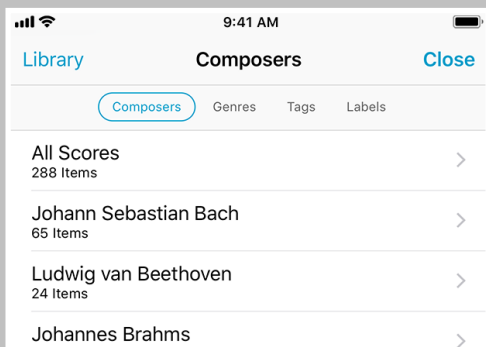 9:41 AM
Library Composers Close
Composers Genres Tags Labels
All Scores
288 Items
Johann Sebastian Bach
65 Items
Ludwig van Beethoven
24 Items
Johannes Brahms